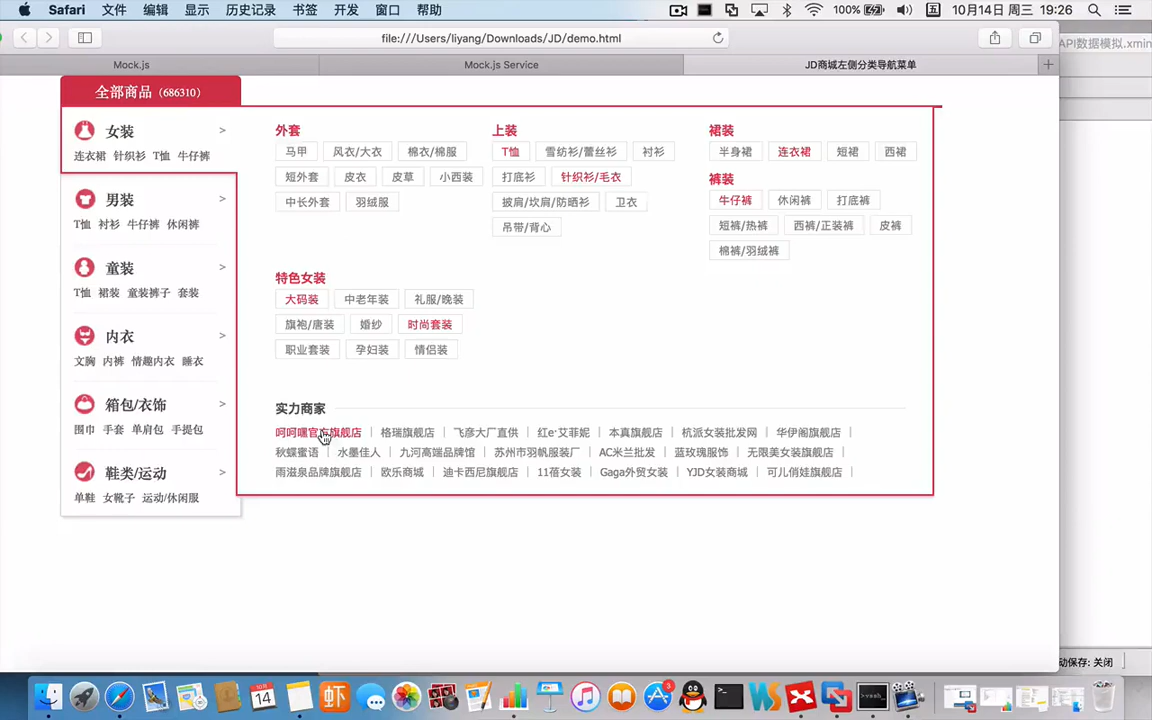 Safari 文件 编辑 显示 历史记录 书签 开发 窗口 帮助 100% 五 10月14日 周三 19:26
file:///Users/liyang/Downloads/JD/demo.html
API数据模拟.xmin
Mock.js Mock.js Service JD商城左侧分类导航菜单
全部商品（686310）
女装 >
连衣裙 针织衫 T恤 牛仔裤
男装 >
T恤 衬衫 牛仔裤 休闲裤
童装 >
T恤 裙装 童装裤子 套装
内衣 >
文胸 内裤 情趣内衣 睡衣
箱包/衣饰 >
围巾 手套 单肩包 手提包
鞋类/运动 >
单鞋 女靴子 运动/休闲服
外套
马甲 风衣/大衣 棉衣/棉服
短外套 皮衣 皮草 小西装
中长外套 羽绒服
上装
T恤 雪纺衫/蕾丝衫 衬衫
打底衫 针织衫/毛衣
披肩/坎肩/防晒衫 卫衣
吊带/背心
裙装
半身裙 连衣裙 短裙 西裙
裤装
牛仔裤 休闲裤 打底裤
短裤/热裤 西裤/正装裤 皮裤
棉裤/羽绒裤
特色女装
大码装 中老年装 礼服/晚装
旗袍/唐装 婚纱 时尚套装
职业套装 孕妇装 情侣装
实力商家
呵呵嘿官方旗舰店 | 格瑞旗舰店 | 飞彦大厂直供 | 红e·艾菲妮 | 本真旗舰店 | 杭派女装批发网 | 华伊阁旗舰店 |
秋蝶蜜语 | 水墨佳人 | 九河高端品牌馆 | 苏州市羽帆服装厂 | AC米兰批发 | 蓝玫瑰服饰 | 无限美女装旗舰店 |
雨滋泉品牌旗舰店 | 欧乐商城 | 迪卡西尼旗舰店 | 11蓓女装 | Gaga外贸女装 | YJD女装商城 | 可儿俏娃旗舰店 |
动保存: 关闭
14
3